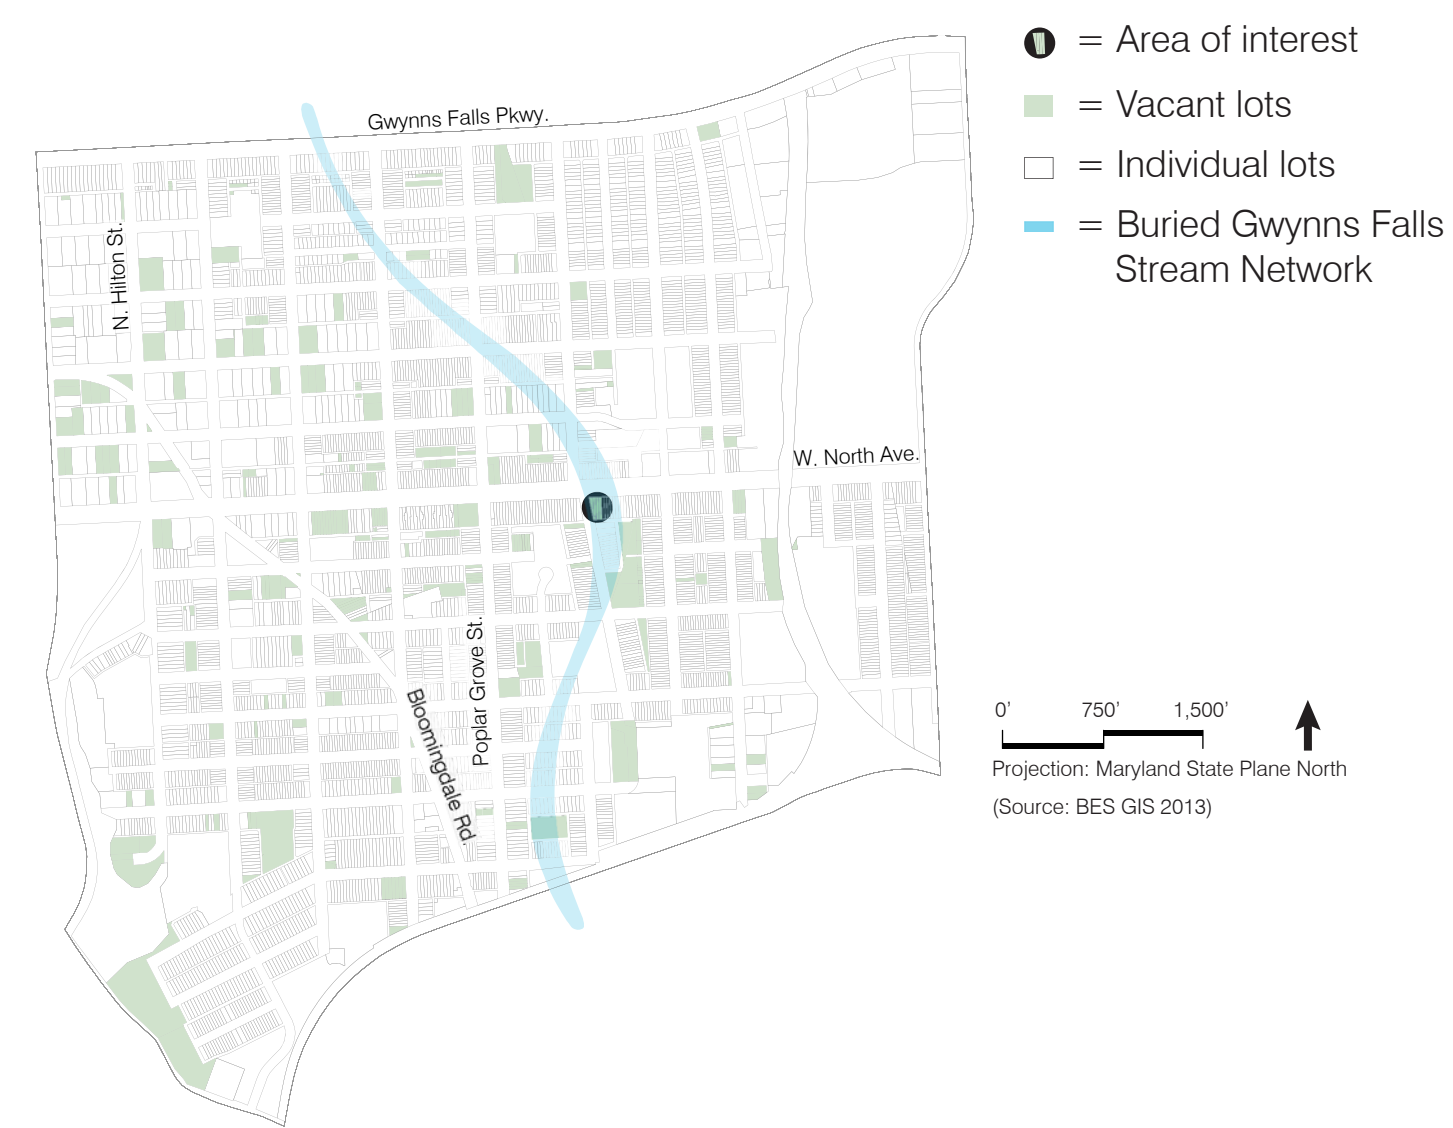 Gwynns Falls Pkwy.
N. Hilton St.
W. North Ave.
Poplar Grove St.
Bloomingdale Rd.
= Area of interest
= Vacant lots
= Individual lots
= Buried Gwynns Falls
Stream Network
0' 750' 1,500'
Projection: Maryland State Plane North
(Source: BES GIS 2013)